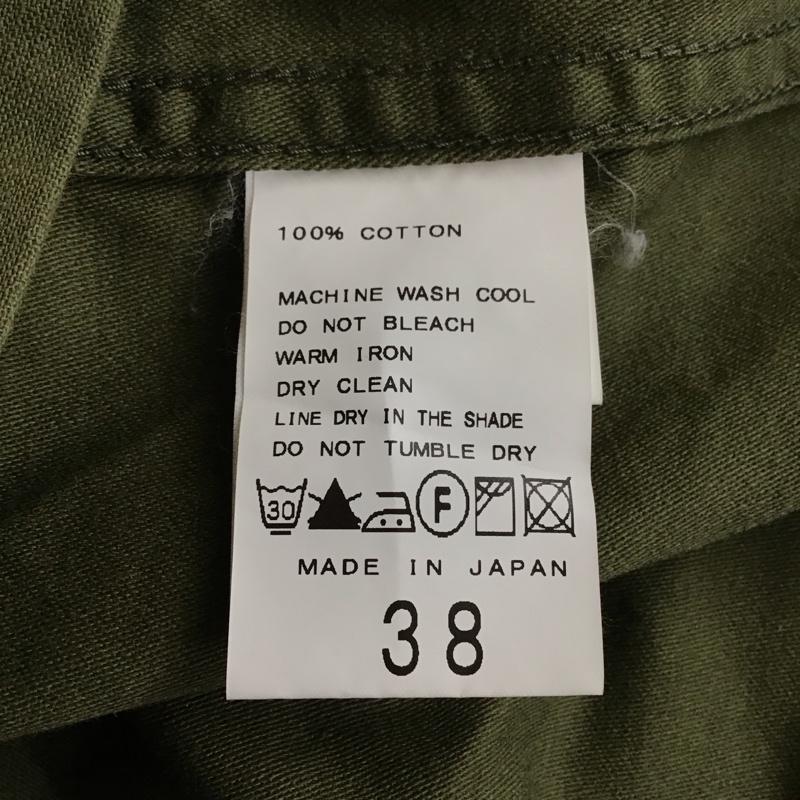 100% COTTON
MACHINE WASH COOL
DO NOT BLEACH
WARM IRON
DRY CLEAN
LINE DRY IN THE SHADE
DO NOT TUMBLE DRY
30 F
MADE IN JAPAN
38